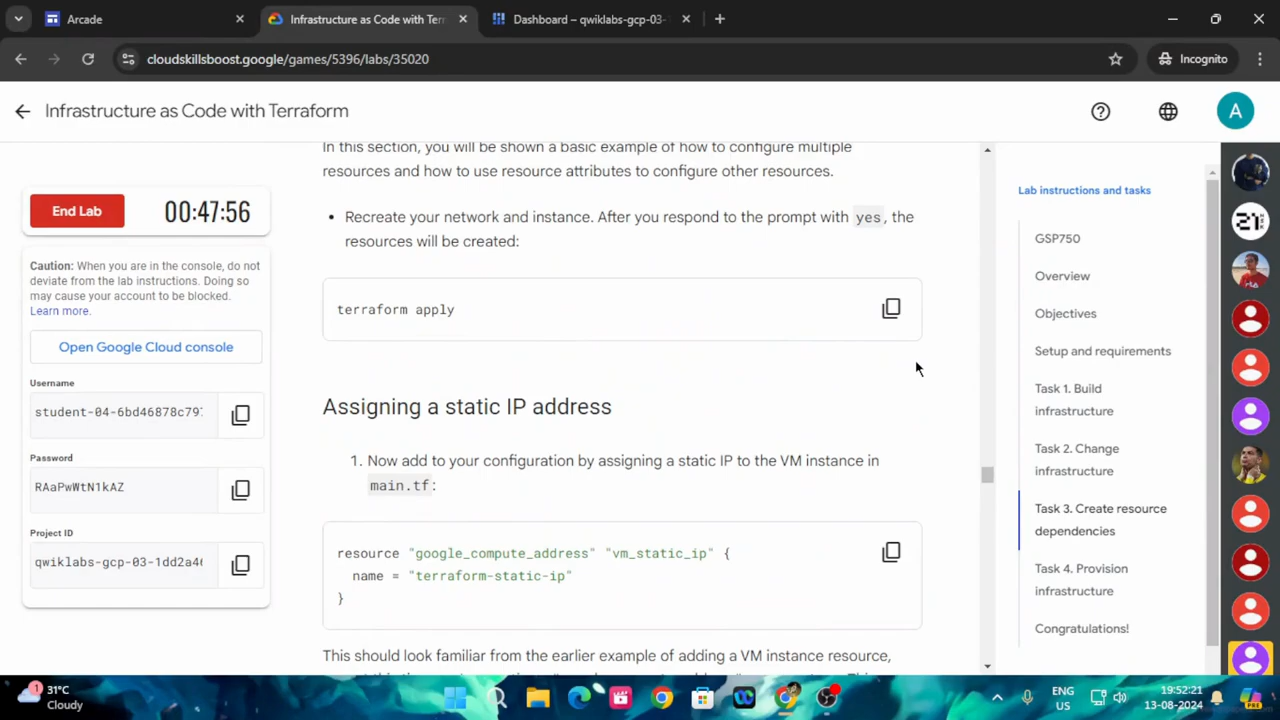 Arcade
Infrastructure as Code with Terr
Dashboard – qwiklabs-gcp-03-
cloudskillsboost.google/games/5396/labs/35020
Incognito
Infrastructure as Code with Terraform
A
End Lab
00:47:56
Caution: When you are in the console, do not
deviate from the lab instructions. Doing so
may cause your account to be blocked.
Learn more.
Open Google Cloud console
Username
student-04-6bd46878c797
Password
RAaPwWtN1kAZ
Project ID
qwiklabs-gcp-03-1dd2a46
In this section, you will be shown a basic example of how to configure multiple
resources and how to use resource attributes to configure other resources.
• Recreate your network and instance. After you respond to the prompt with yes, the
resources will be created:
terraform apply
Assigning a static IP address
1. Now add to your configuration by assigning a static IP to the VM instance in
main.tf:
resource "google_compute_address" "vm_static_ip" {
name = "terraform-static-ip"
}
This should look familiar from the earlier example of adding a VM instance resource,
Lab instructions and tasks
GSP750
Overview
Objectives
Setup and requirements
Task 1. Build
infrastructure
Task 2. Change
infrastructure
Task 3. Create resource
dependencies
Task 4. Provision
infrastructure
Congratulations!
21
1
31°C
Cloudy
ENG
US
19:52:21
13-08-2024
PRE